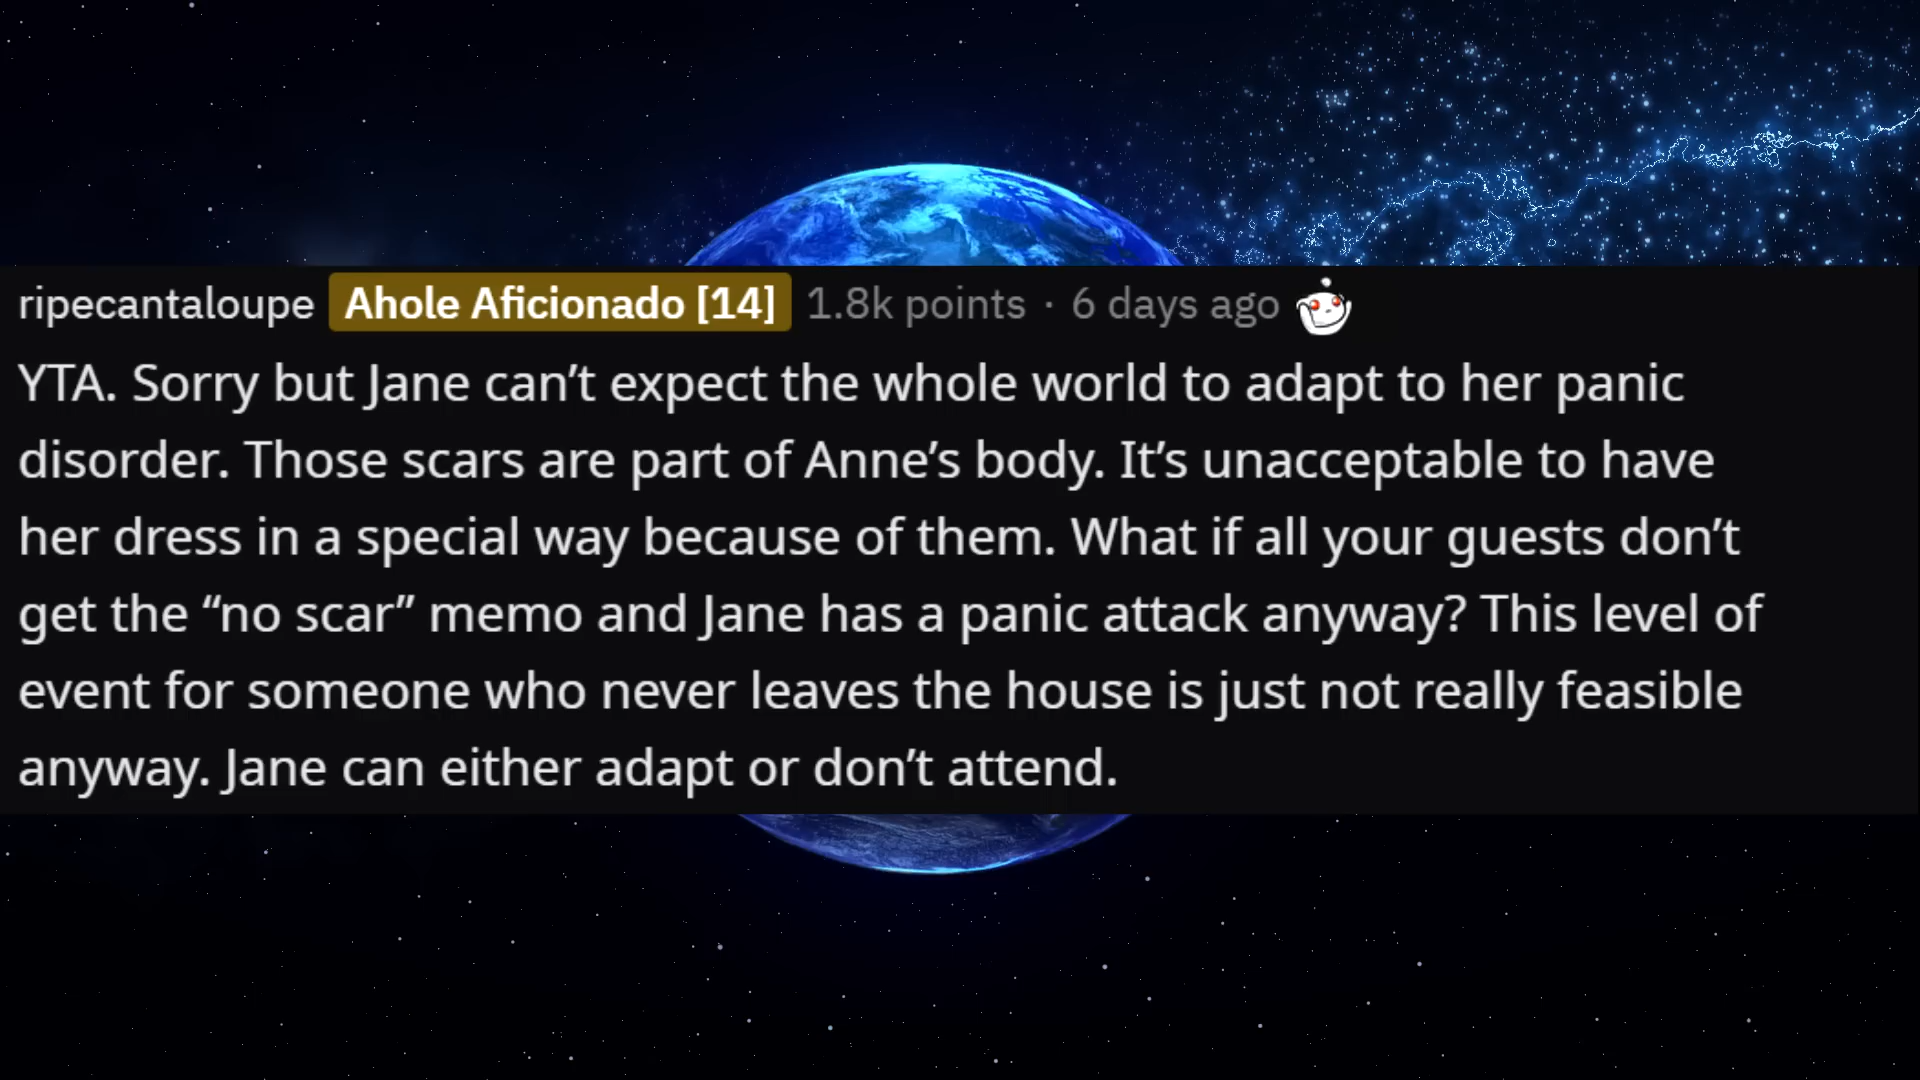 ripecantaloupe Ahole Aficionado [14] 1.8k points · 6 days ago
YTA. Sorry but Jane can’t expect the whole world to adapt to her panic
disorder. Those scars are part of Anne’s body. It’s unacceptable to have
her dress in a special way because of them. What if all your guests don’t
get the “no scar” memo and Jane has a panic attack anyway? This level of
event for someone who never leaves the house is just not really feasible
anyway. Jane can either adapt or don’t attend.